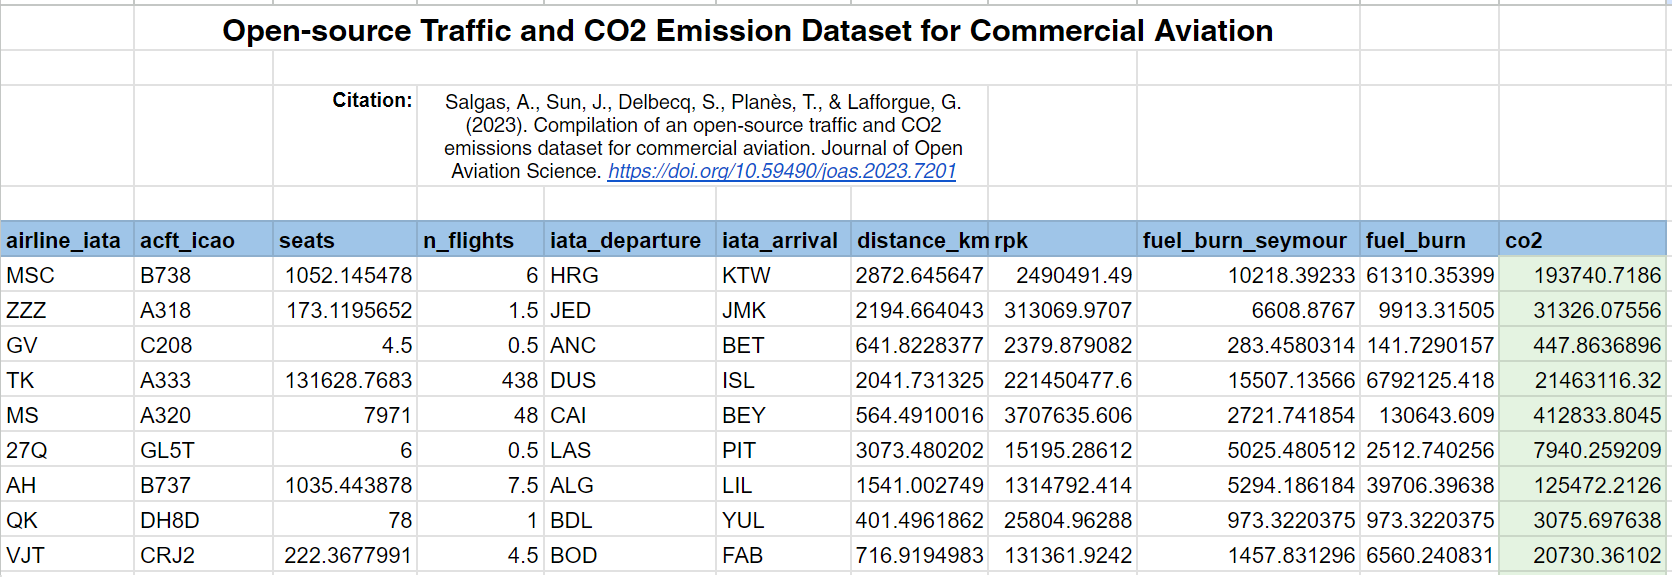 Open-source Traffic and CO2 Emission Dataset for Commercial Aviation
Citation: Salgas, A., Sun, J., Delbecq, S., Planès, T., & Lafforgue, G.
(2023). Compilation of an open-source traffic and CO2
emissions dataset for commercial aviation. Journal of Open
Aviation Science. https://doi.org/10.59490/joas.2023.7201
airline_iata acft_icao seats n_flights iata_departure iata_arrival distance_km rpk fuel_burn_seymour fuel_burn co2
MSC B738 1052.145478 6 HRG KTW 2872.645647 2490491.49 10218.39233 61310.35399 193740.7186
ZZZ A318 173.1195652 1.5 JED JMK 2194.664043 313069.9707 6608.8767 9913.31505 31326.07556
GV C208 4.5 0.5 ANC BET 641.8228377 2379.879082 283.4580314 141.7290157 447.8636896
TK A333 131628.7683 438 DUS ISL 2041.731325 221450477.6 15507.13566 6792125.418 21463116.32
MS A320 7971 48 CAI BEY 564.4910016 3707635.606 2721.741854 130643.609 412833.8045
27Q GL5T 6 0.5 LAS PIT 3073.480202 15195.28612 5025.480512 2512.740256 7940.259209
AH B737 1035.443878 7.5 ALG LIL 1541.002749 1314792.414 5294.186184 39706.39638 125472.2126
QK DH8D 78 1 BDL YUL 401.4961862 25804.96288 973.3220375 973.3220375 3075.697638
VJT CRJ2 222.3677991 4.5 BOD FAB 716.9194983 131361.9242 1457.831296 6560.240831 20730.36102